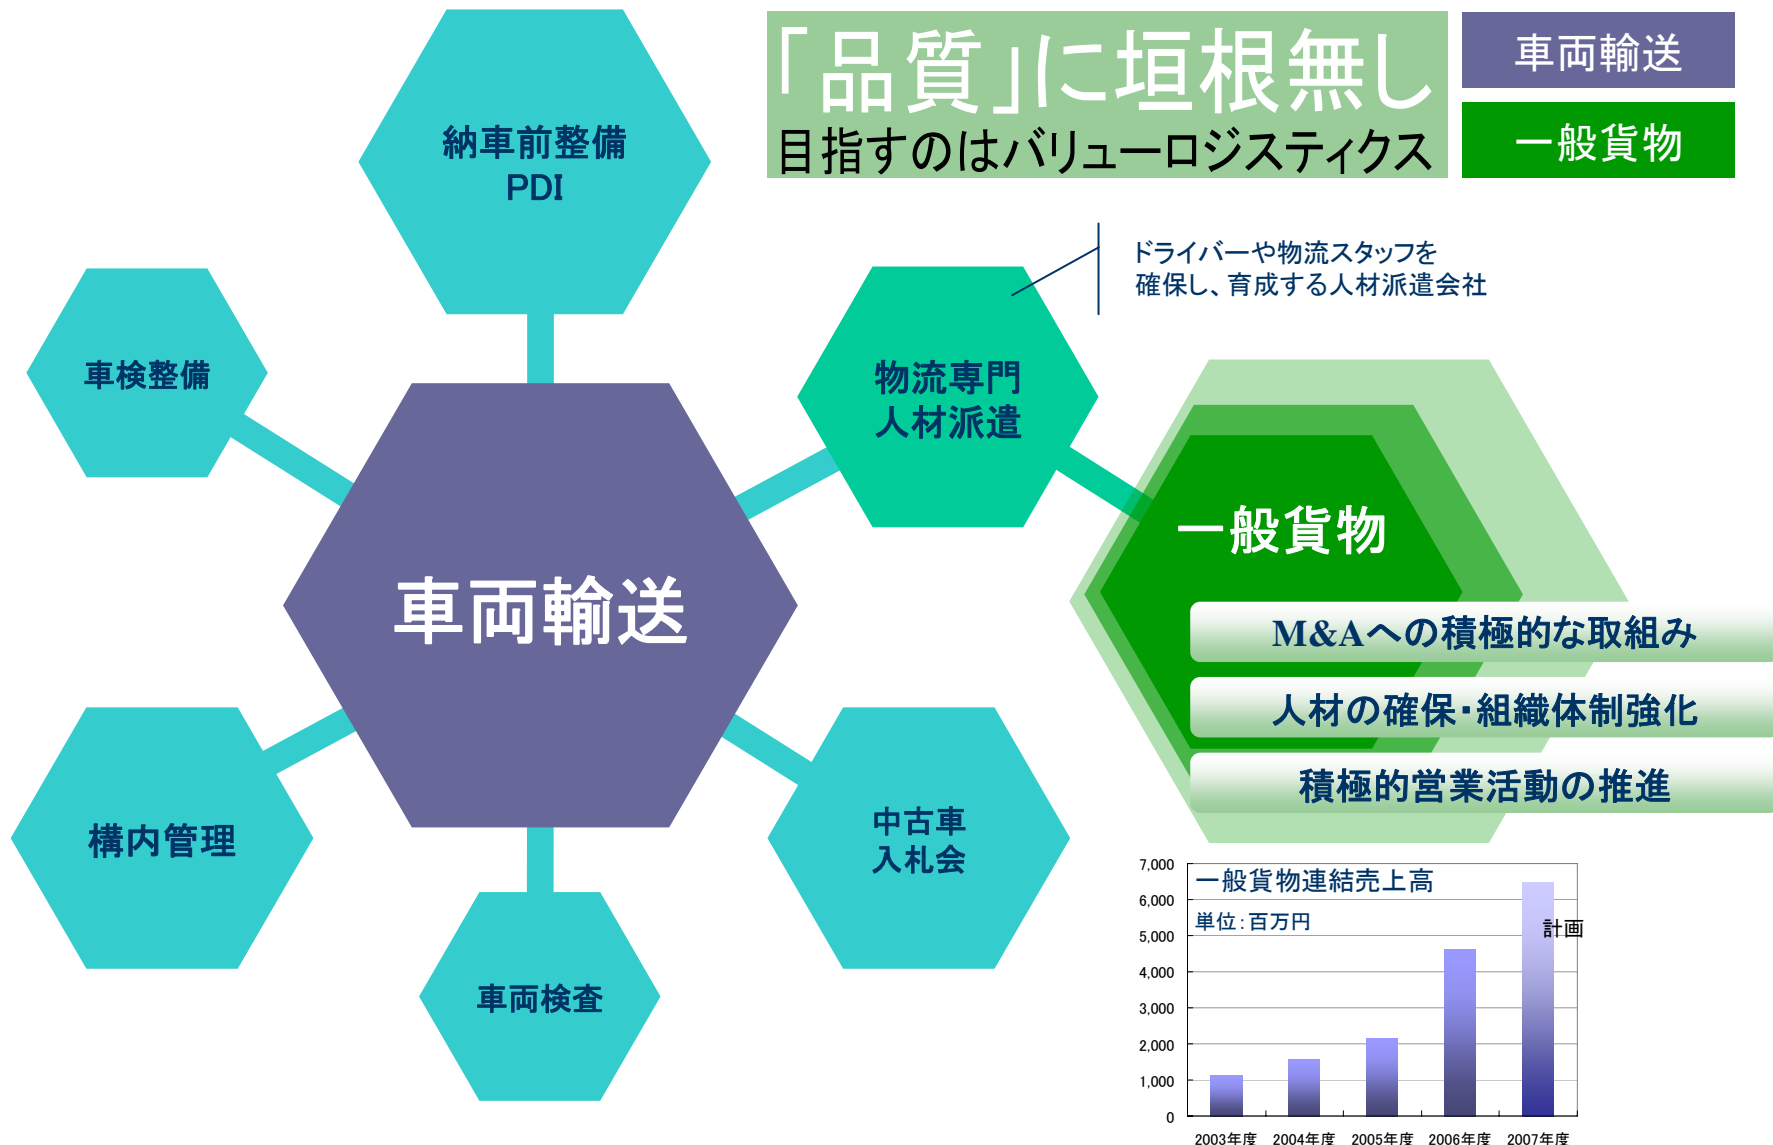 「品質」に垣根無し
目指すのはバリューロジスティクス
車両輸送
一般貨物
納車前整備
PDI
ドライバーや物流スタッフを
確保し、育成する人材派遣会社
車検整備
物流専門
人材派遣
一般貨物
車両輸送
M&Aへの積極的な取組み
人材の確保・組織体制強化
積極的営業活動の推進
構内管理
中古車
入札会
車両検査
一般貨物連結売上高
単位：百万円
計画
7,000
6,000
5,000
4,000
3,000
2,000
1,000
0
2003年度 2004年度 2005年度 2006年度 2007年度